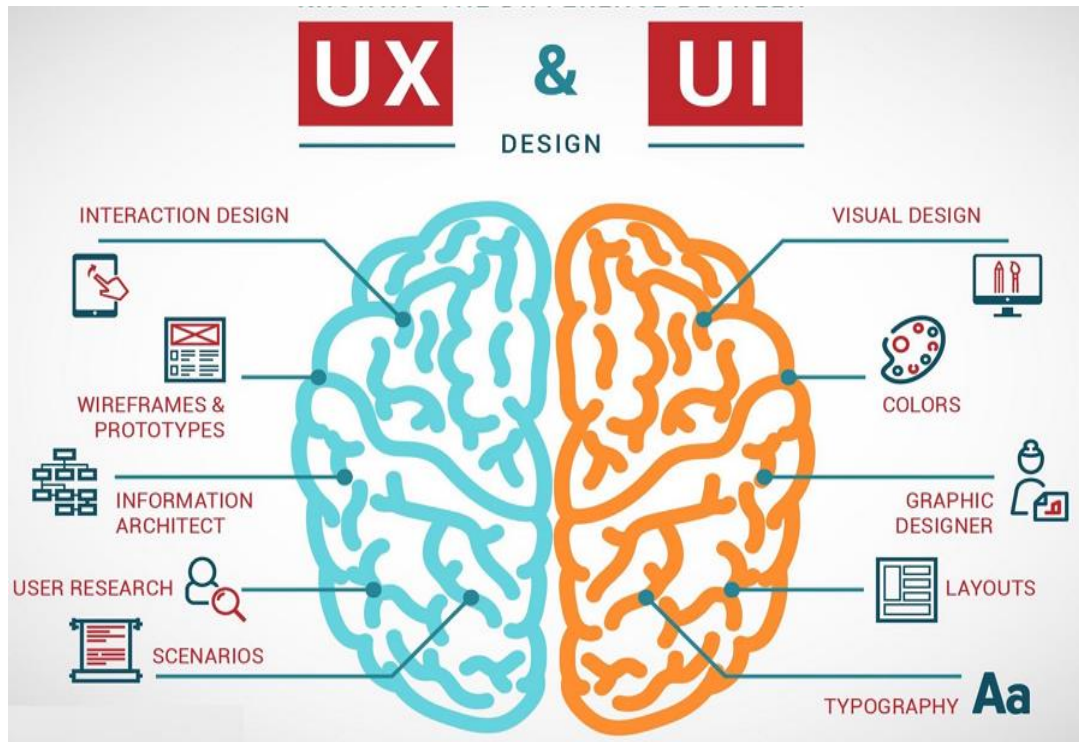 UX & UI
DESIGN
INTERACTION DESIGN
VISUAL DESIGN
WIREFRAMES &
PROTOTYPES
COLORS
INFORMATION
ARCHITECT
GRAPHIC
DESIGNER
USER RESEARCH
LAYOUTS
SCENARIOS
TYPOGRAPHY Aa